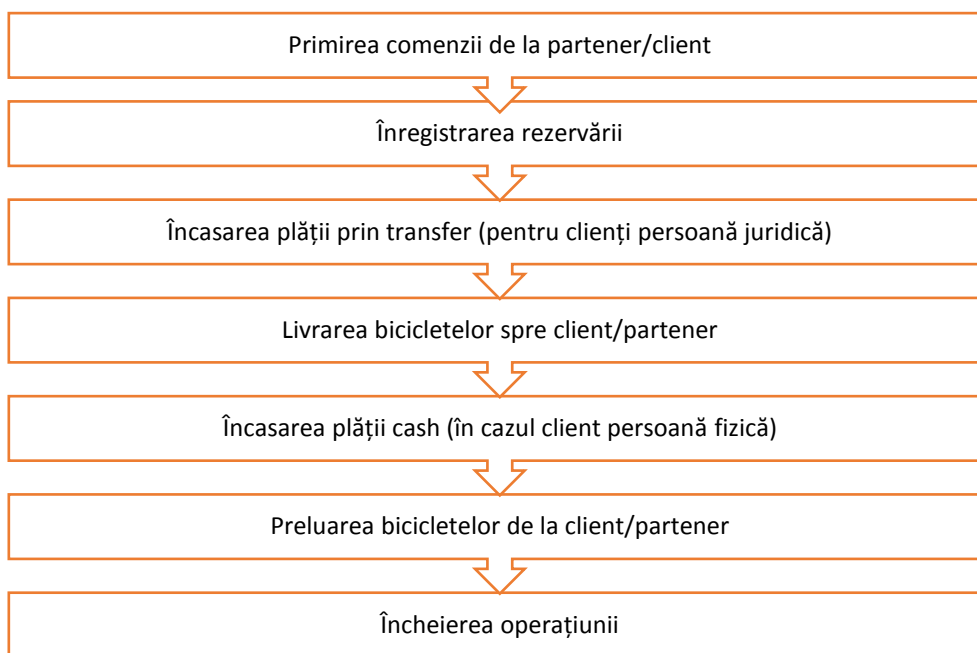 Primirea comenzii de la partener/client
Înregistrarea rezervării
Încasarea plății prin transfer (pentru clienți persoană juridică)
Livrarea bicicletelor spre client/partener
Încasarea plății cash (în cazul client persoană fizică)
Preluarea bicicletelor de la client/partener
Încheierea operațiunii